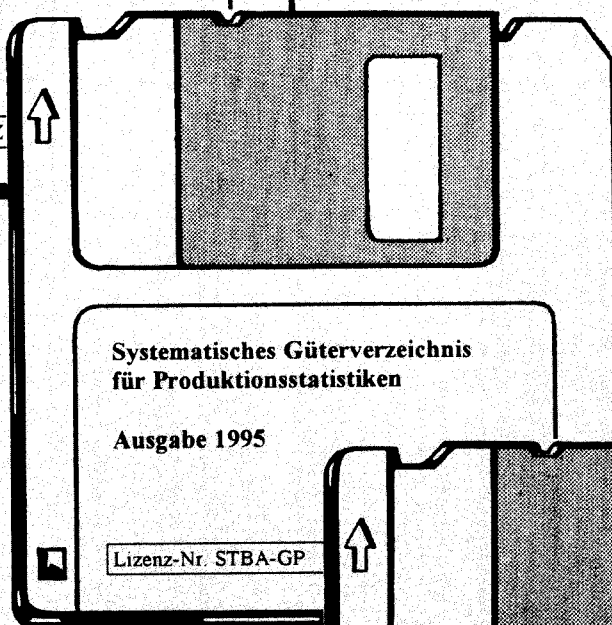 Systematisches Güterverzeichnis
für Produktionsstatistiken
Ausgabe 1995
Lizenz-Nr. STBA-GP